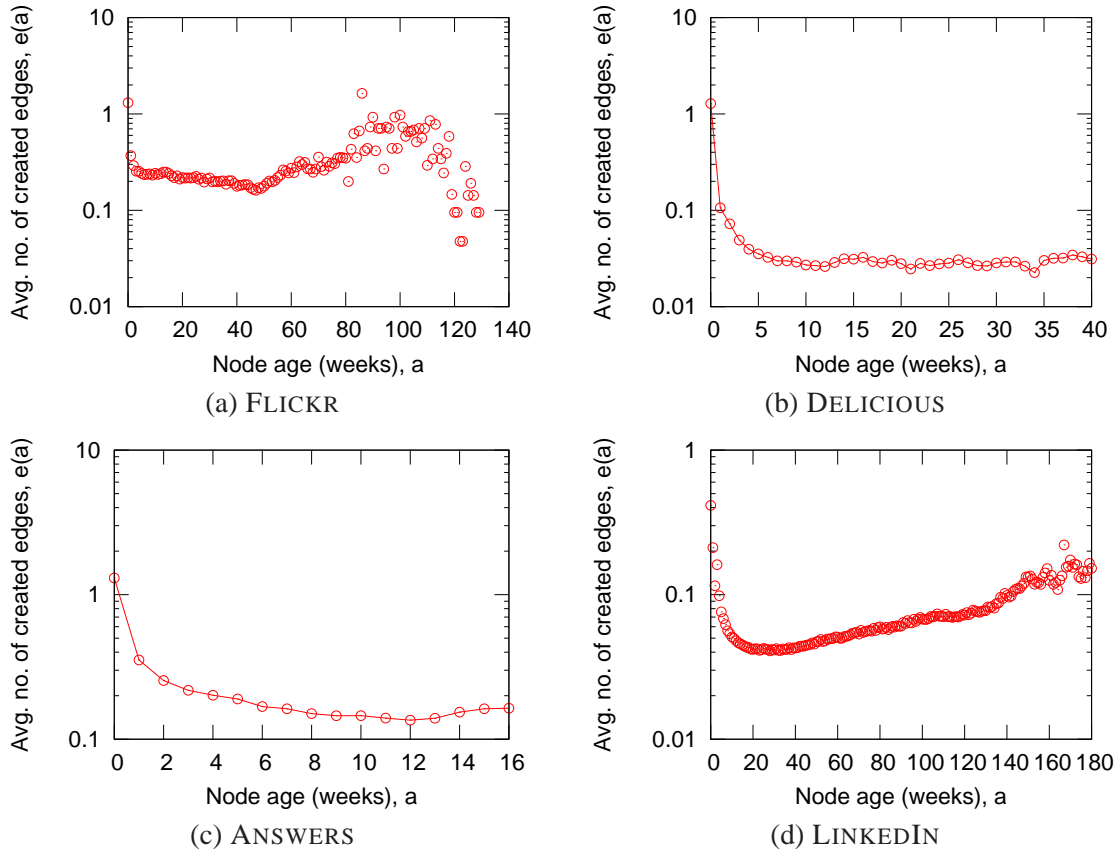 Avg. no. of created edges, e(a)
10
1
0.1
0.01
0 20 40 60 80 100 120 140
Node age (weeks), a
(a) FLICKR
Avg. no. of created edges, e(a)
10
1
0.1
0.01
0 5 10 15 20 25 30 35 40
Node age (weeks), a
(b) DELICIOUS
Avg. no. of created edges, e(a)
10
1
0.1
0 2 4 6 8 10 12 14 16
Node age (weeks), a
(c) ANSWERS
Avg. no. of created edges, e(a)
1
0.1
0.01
0 20 40 60 80 100 120 140 160 180
Node age (weeks), a
(d) LINKEDIN